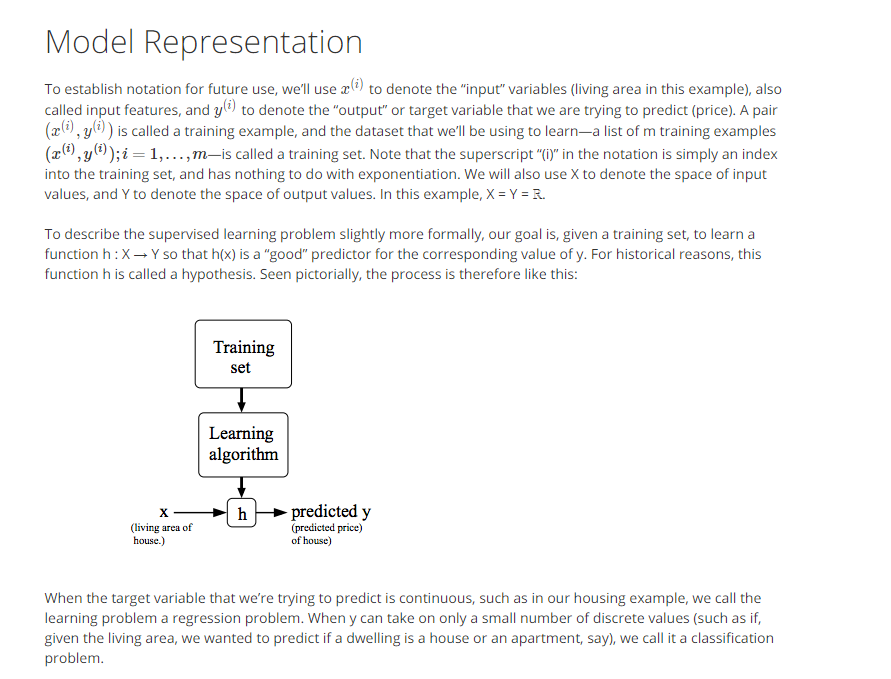 Model Representation
To establish notation for future use, we’ll use x⁽ⁱ⁾ to denote the “input” variables (living area in this example), also
called input features, and y⁽ⁱ⁾ to denote the “output” or target variable that we are trying to predict (price). A pair
(x⁽ⁱ⁾, y⁽ⁱ⁾) is called a training example, and the dataset that we’ll be using to learn—a list of m training examples
(x⁽ⁱ⁾, y⁽ⁱ⁾); i = 1, . . . , m—is called a training set. Note that the superscript “(i)” in the notation is simply an index
into the training set, and has nothing to do with exponentiation. We will also use X to denote the space of input
values, and Y to denote the space of output values. In this example, X = Y = ℝ.
To describe the supervised learning problem slightly more formally, our goal is, given a training set, to learn a
function h : X → Y so that h(x) is a “good” predictor for the corresponding value of y. For historical reasons, this
function h is called a hypothesis. Seen pictorially, the process is therefore like this:
Training
set
Learning
algorithm
x
(living area of
house.)
h
predicted y
(predicted price)
of house)
When the target variable that we’re trying to predict is continuous, such as in our housing example, we call the
learning problem a regression problem. When y can take on only a small number of discrete values (such as if,
given the living area, we wanted to predict if a dwelling is a house or an apartment, say), we call it a classification
problem.